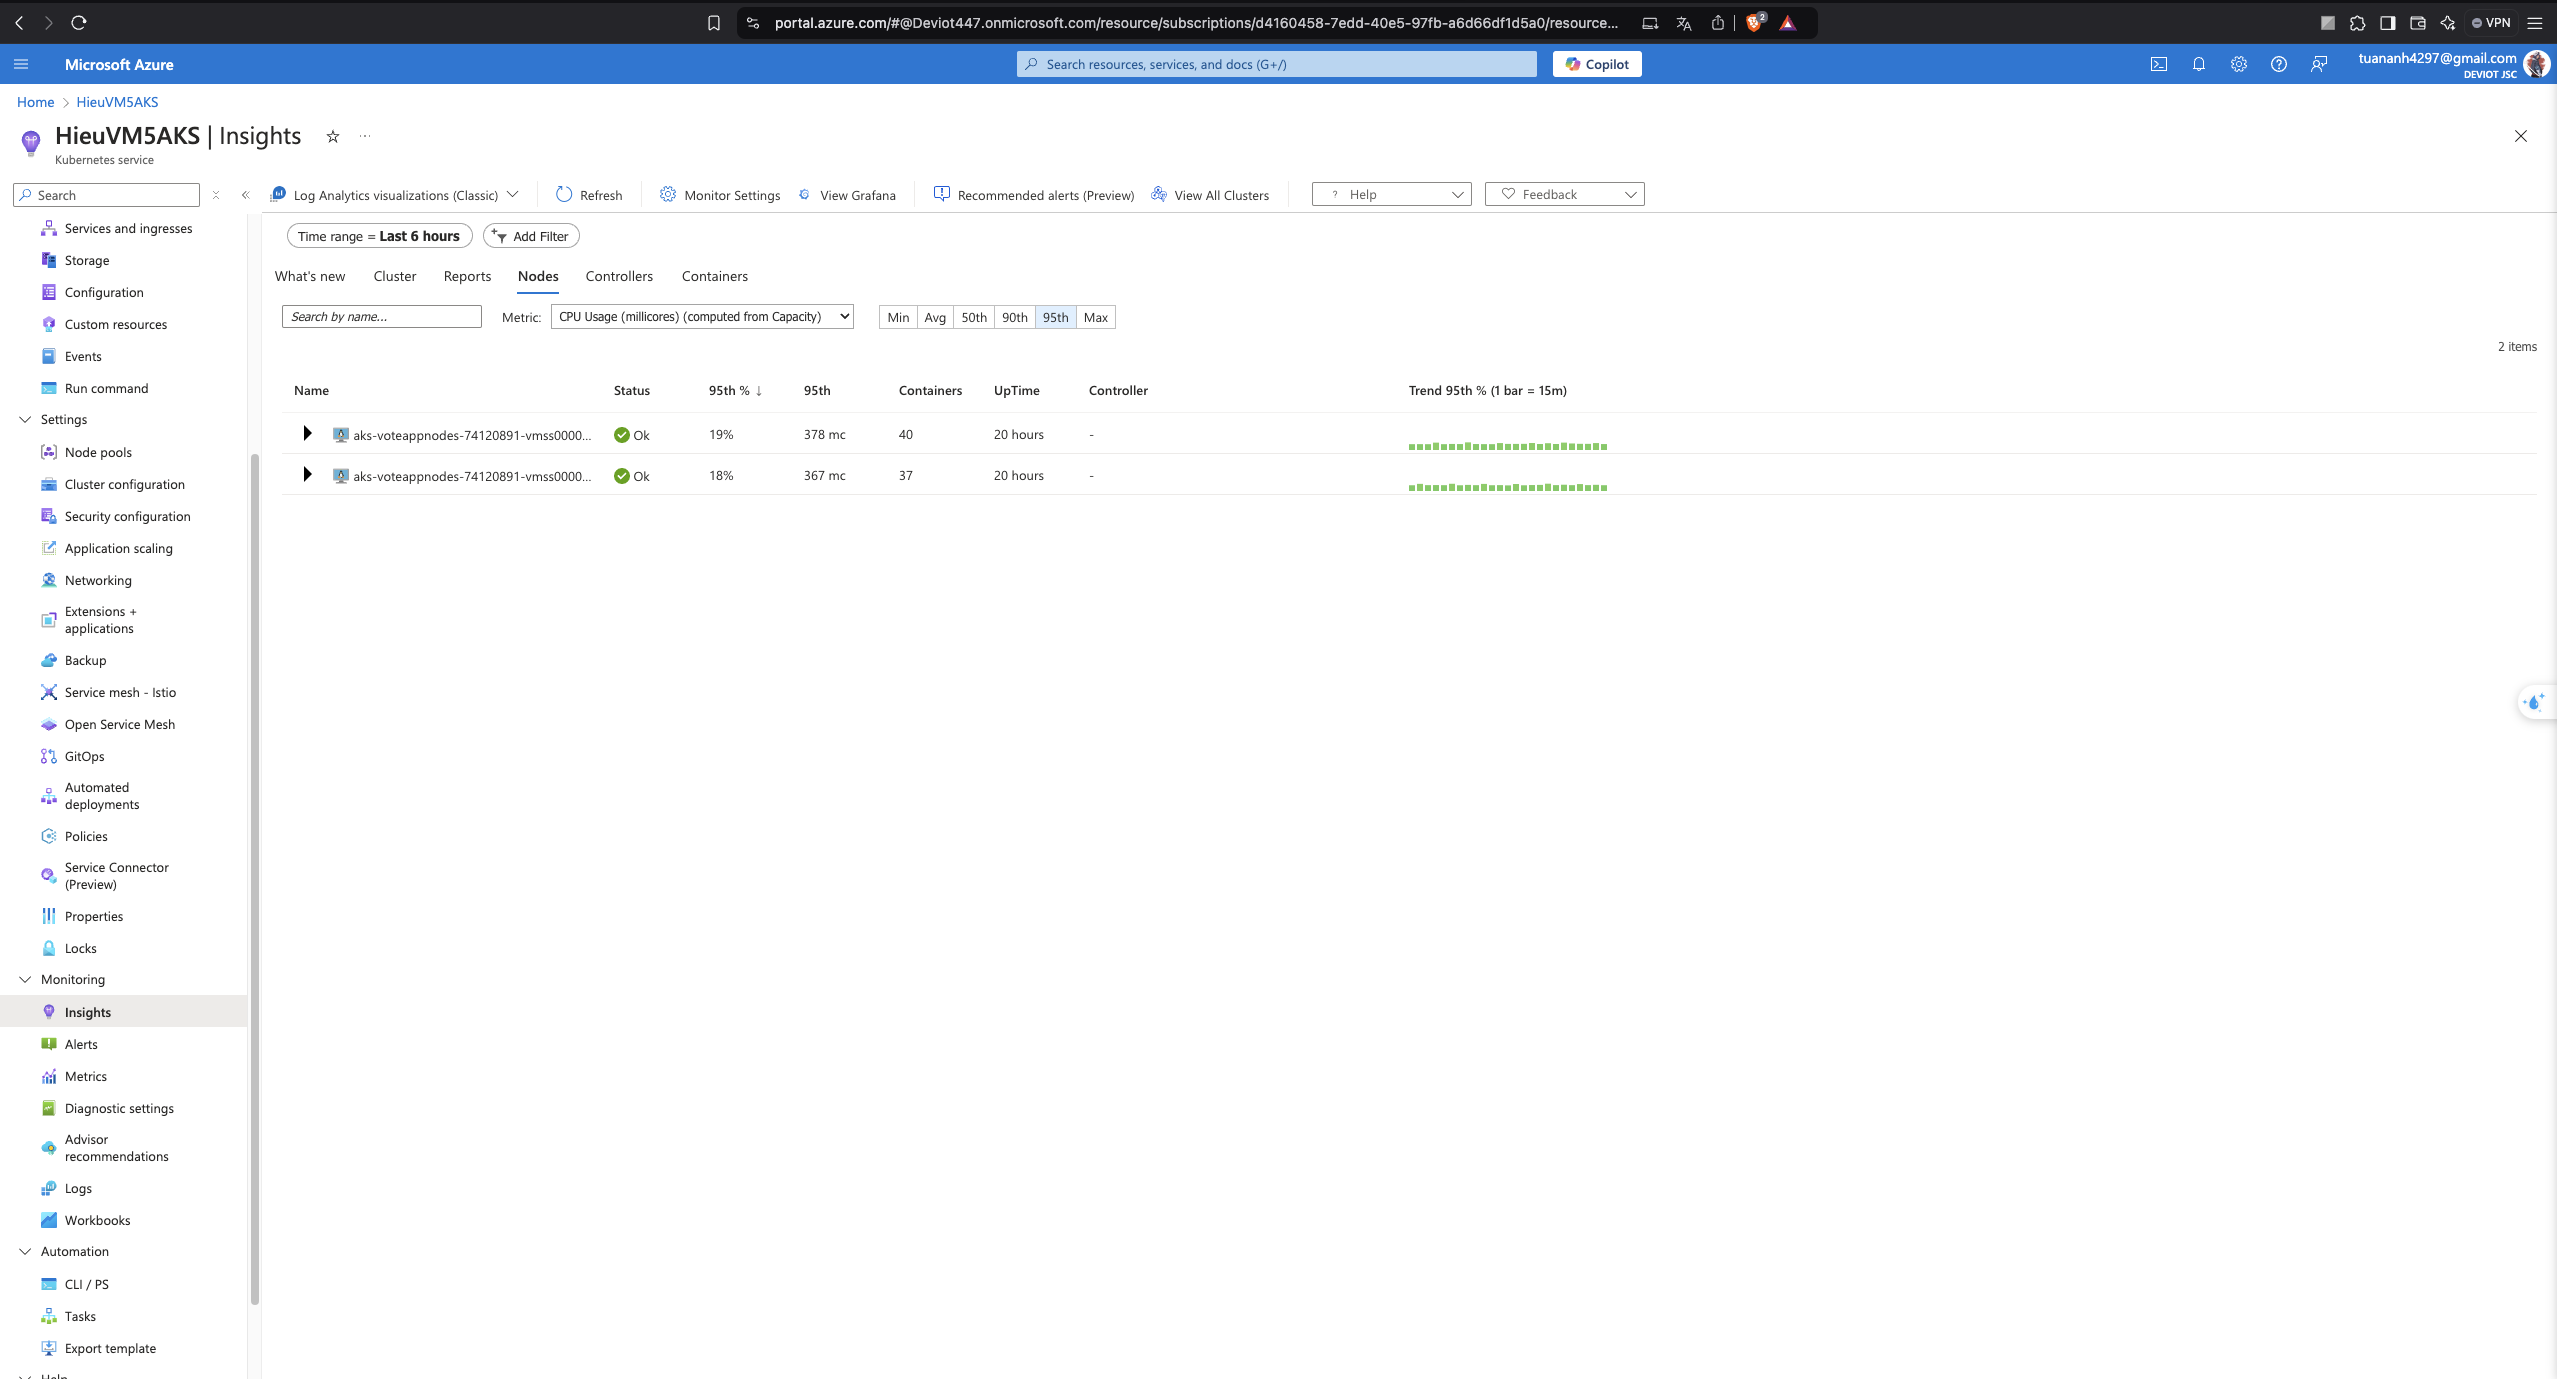 portal.azure.com/#@Deviot447.onmicrosoft.com/resource/subscriptions/d4160458-7edd-40e5-97fb-a6d66df1d5a0/resource...
2
VPN
Microsoft Azure
Search resources, services, and docs (G+/)
Copilot
tuananh4297@gmail.com
DEVIOT JSC
Home
HieuVM5AKS
HieuVM5AKS | Insights
Kubernetes service
Search
Log Analytics visualizations (Classic)
Refresh
Monitor Settings
View Grafana
Recommended alerts (Preview)
View All Clusters
? Help
Feedback
Services and ingresses
Storage
Configuration
Custom resources
Events
Run command
Settings
Node pools
Cluster configuration
Security configuration
Application scaling
Networking
Extensions +
applications
Backup
Service mesh - Istio
Open Service Mesh
GitOps
Automated
deployments
Policies
Service Connector
(Preview)
Properties
Locks
Monitoring
Insights
Alerts
Metrics
Diagnostic settings
Advisor
recommendations
Logs
Workbooks
Automation
CLI / PS
Tasks
Export template
Help
Time range = Last 6 hours
Add Filter
What's new
Cluster
Reports
Nodes
Controllers
Containers
Search by name...
Metric:
CPU Usage (millicores) (computed from Capacity)
Min
Avg
50th
90th
95th
Max
2 items
Name Status 95th % ↓ 95th Containers UpTime Controller Trend 95th % (1 bar = 15m)
aks-voteappnodes-74120891-vmss0000... Ok 19% 378 mc 40 20 hours -
aks-voteappnodes-74120891-vmss0000... Ok 18% 367 mc 37 20 hours -